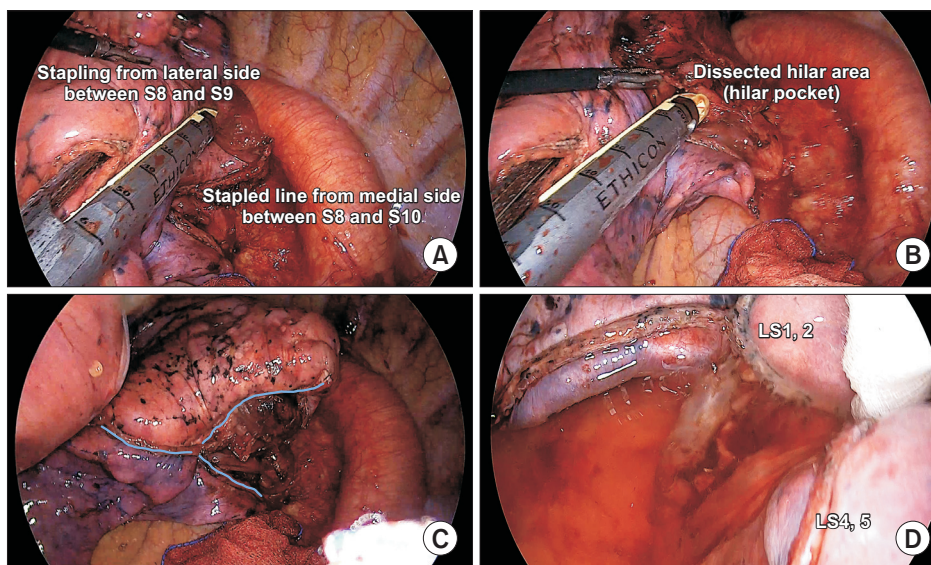 Stapling from lateral side
between S8 and S9
ETHICON
Stapled line from medial side
between S8 and S10
A
Dissected hilar area
(hilar pocket)
ETHICON
B
C
LS1, 2
LS4, 5
D